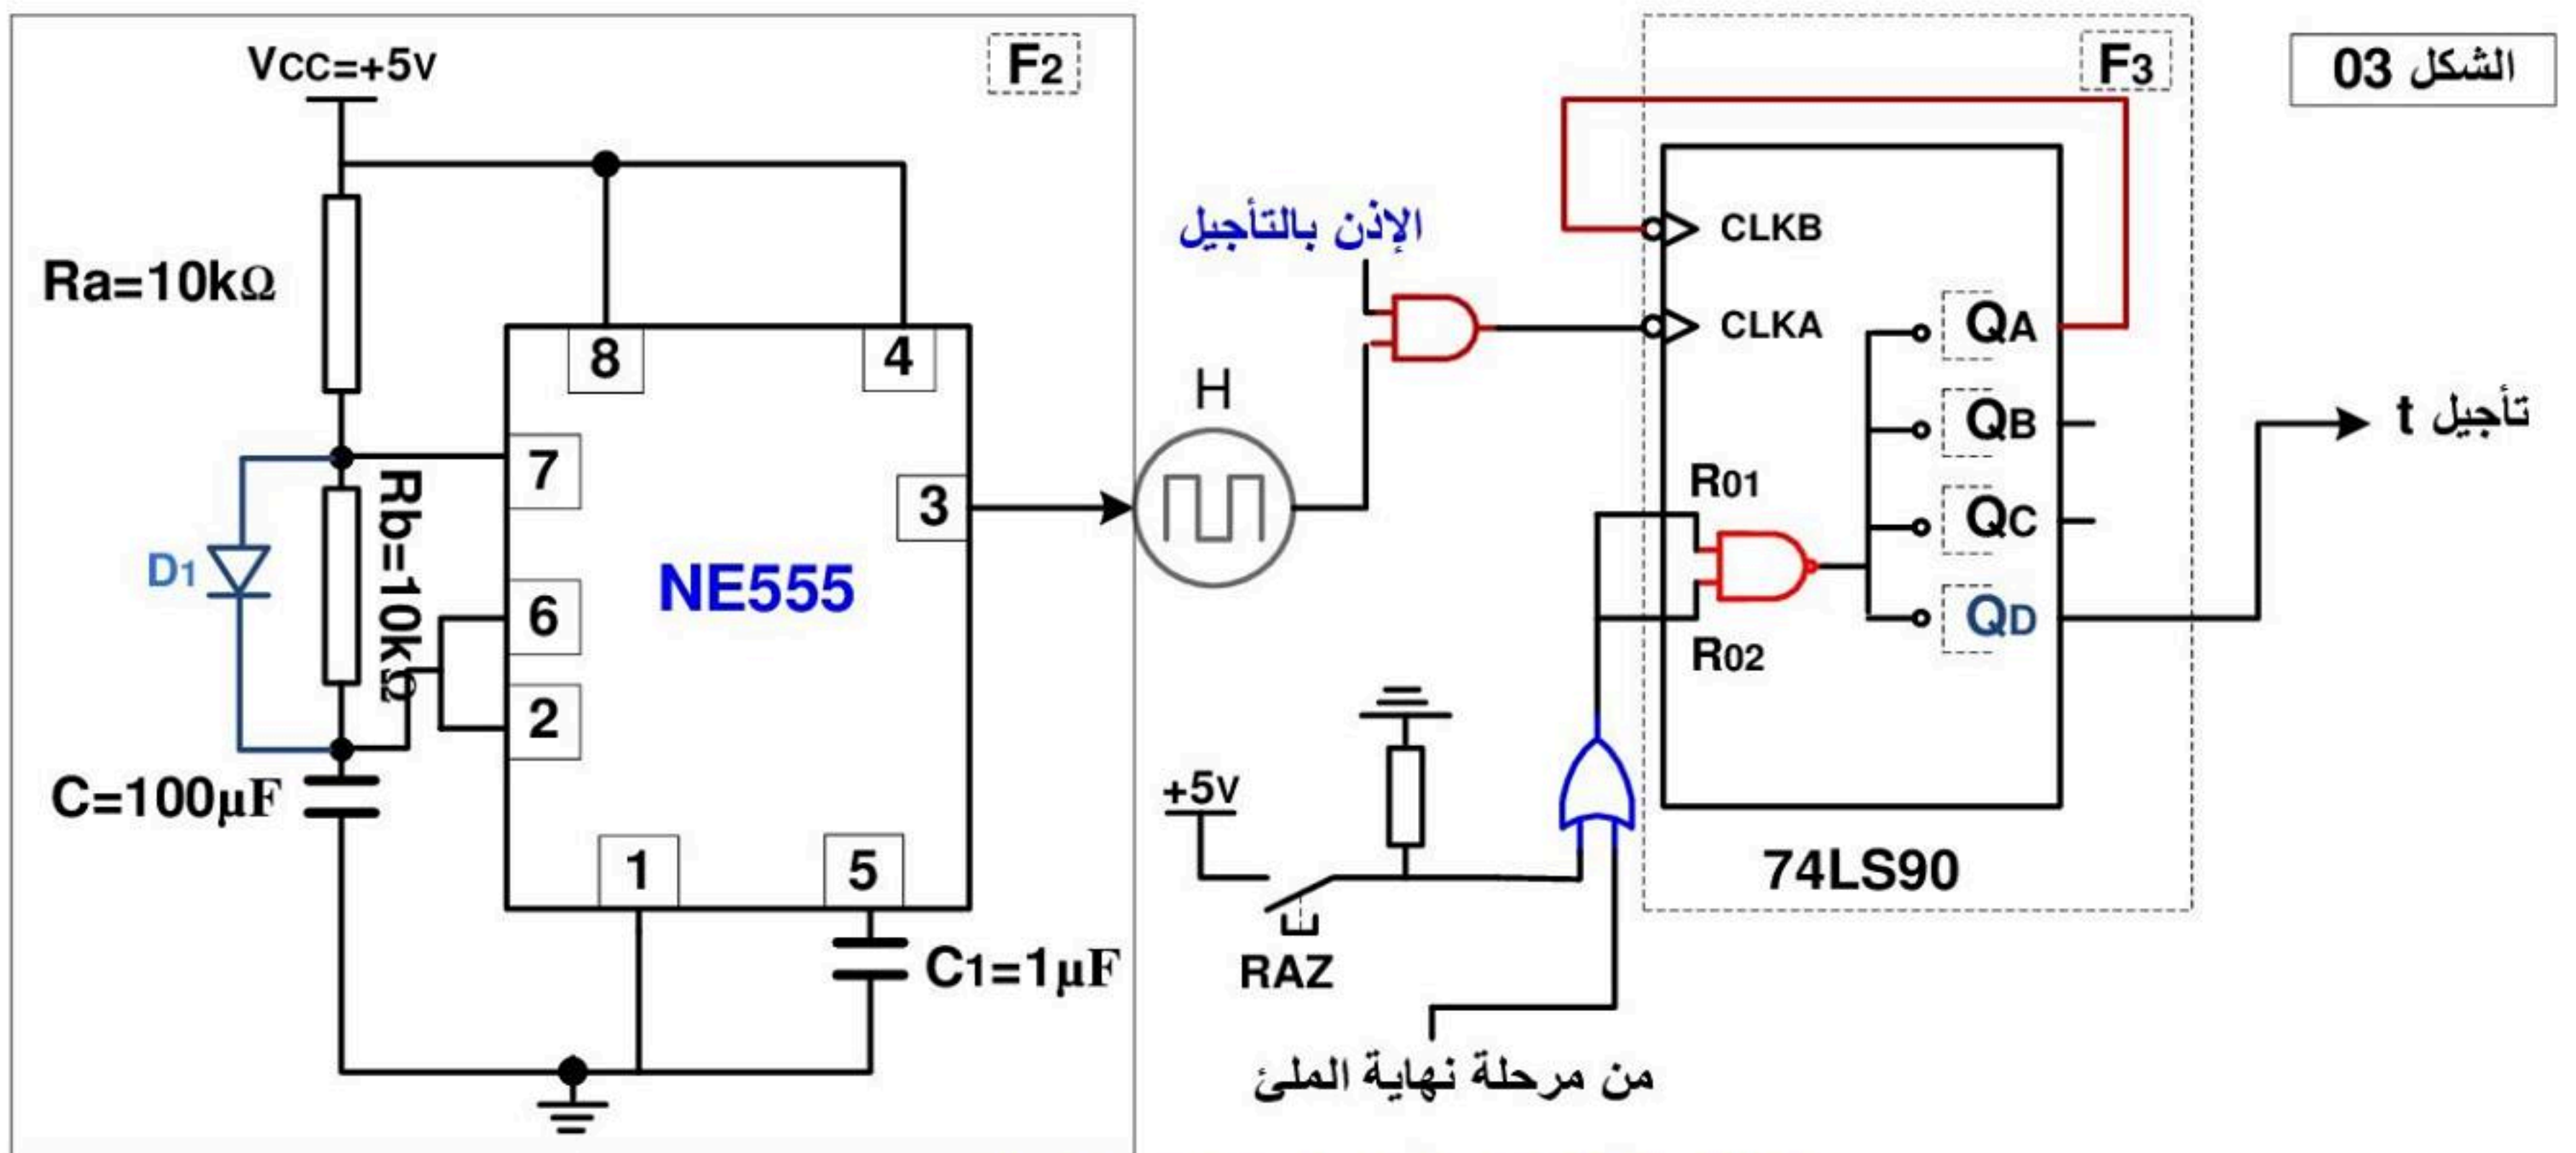 VCC=+5V
F2
F3
الشكل 03
Ra=10kΩ
8
4
الإذن بالتأجيل
CLKB
CLKA
QA
H
7
3
Rb=10kΩ
D1
NE555
6
2
R01
QB
تأجيل t
QC
R02
QD
C=100μF
+5V
1
5
74LS90
C1=1μF
RAZ
من مرحلة نهاية الملئ